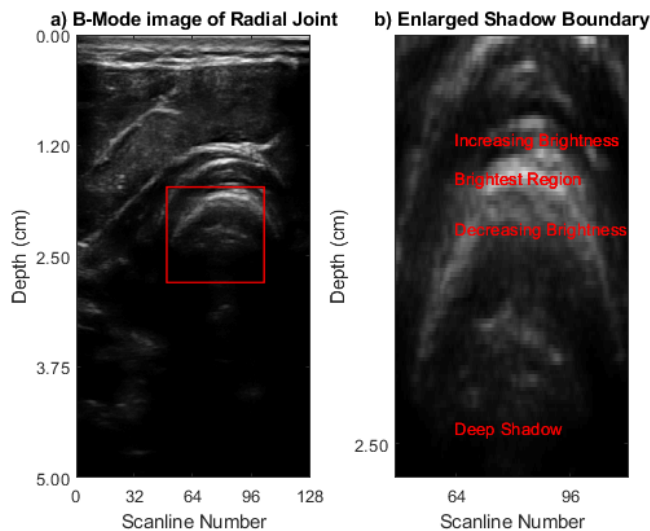 a) B-Mode image of Radial Joint
0.00
1.20
2.50
3.75
5.00
Depth (cm)
0
32
64
96
128
Scanline Number
b) Enlarged Shadow Boundary
Increasing Brightness
Brightest Region
Decreasing Brightness
Deep Shadow
2.50
Depth (cm)
64
96
Scanline Number